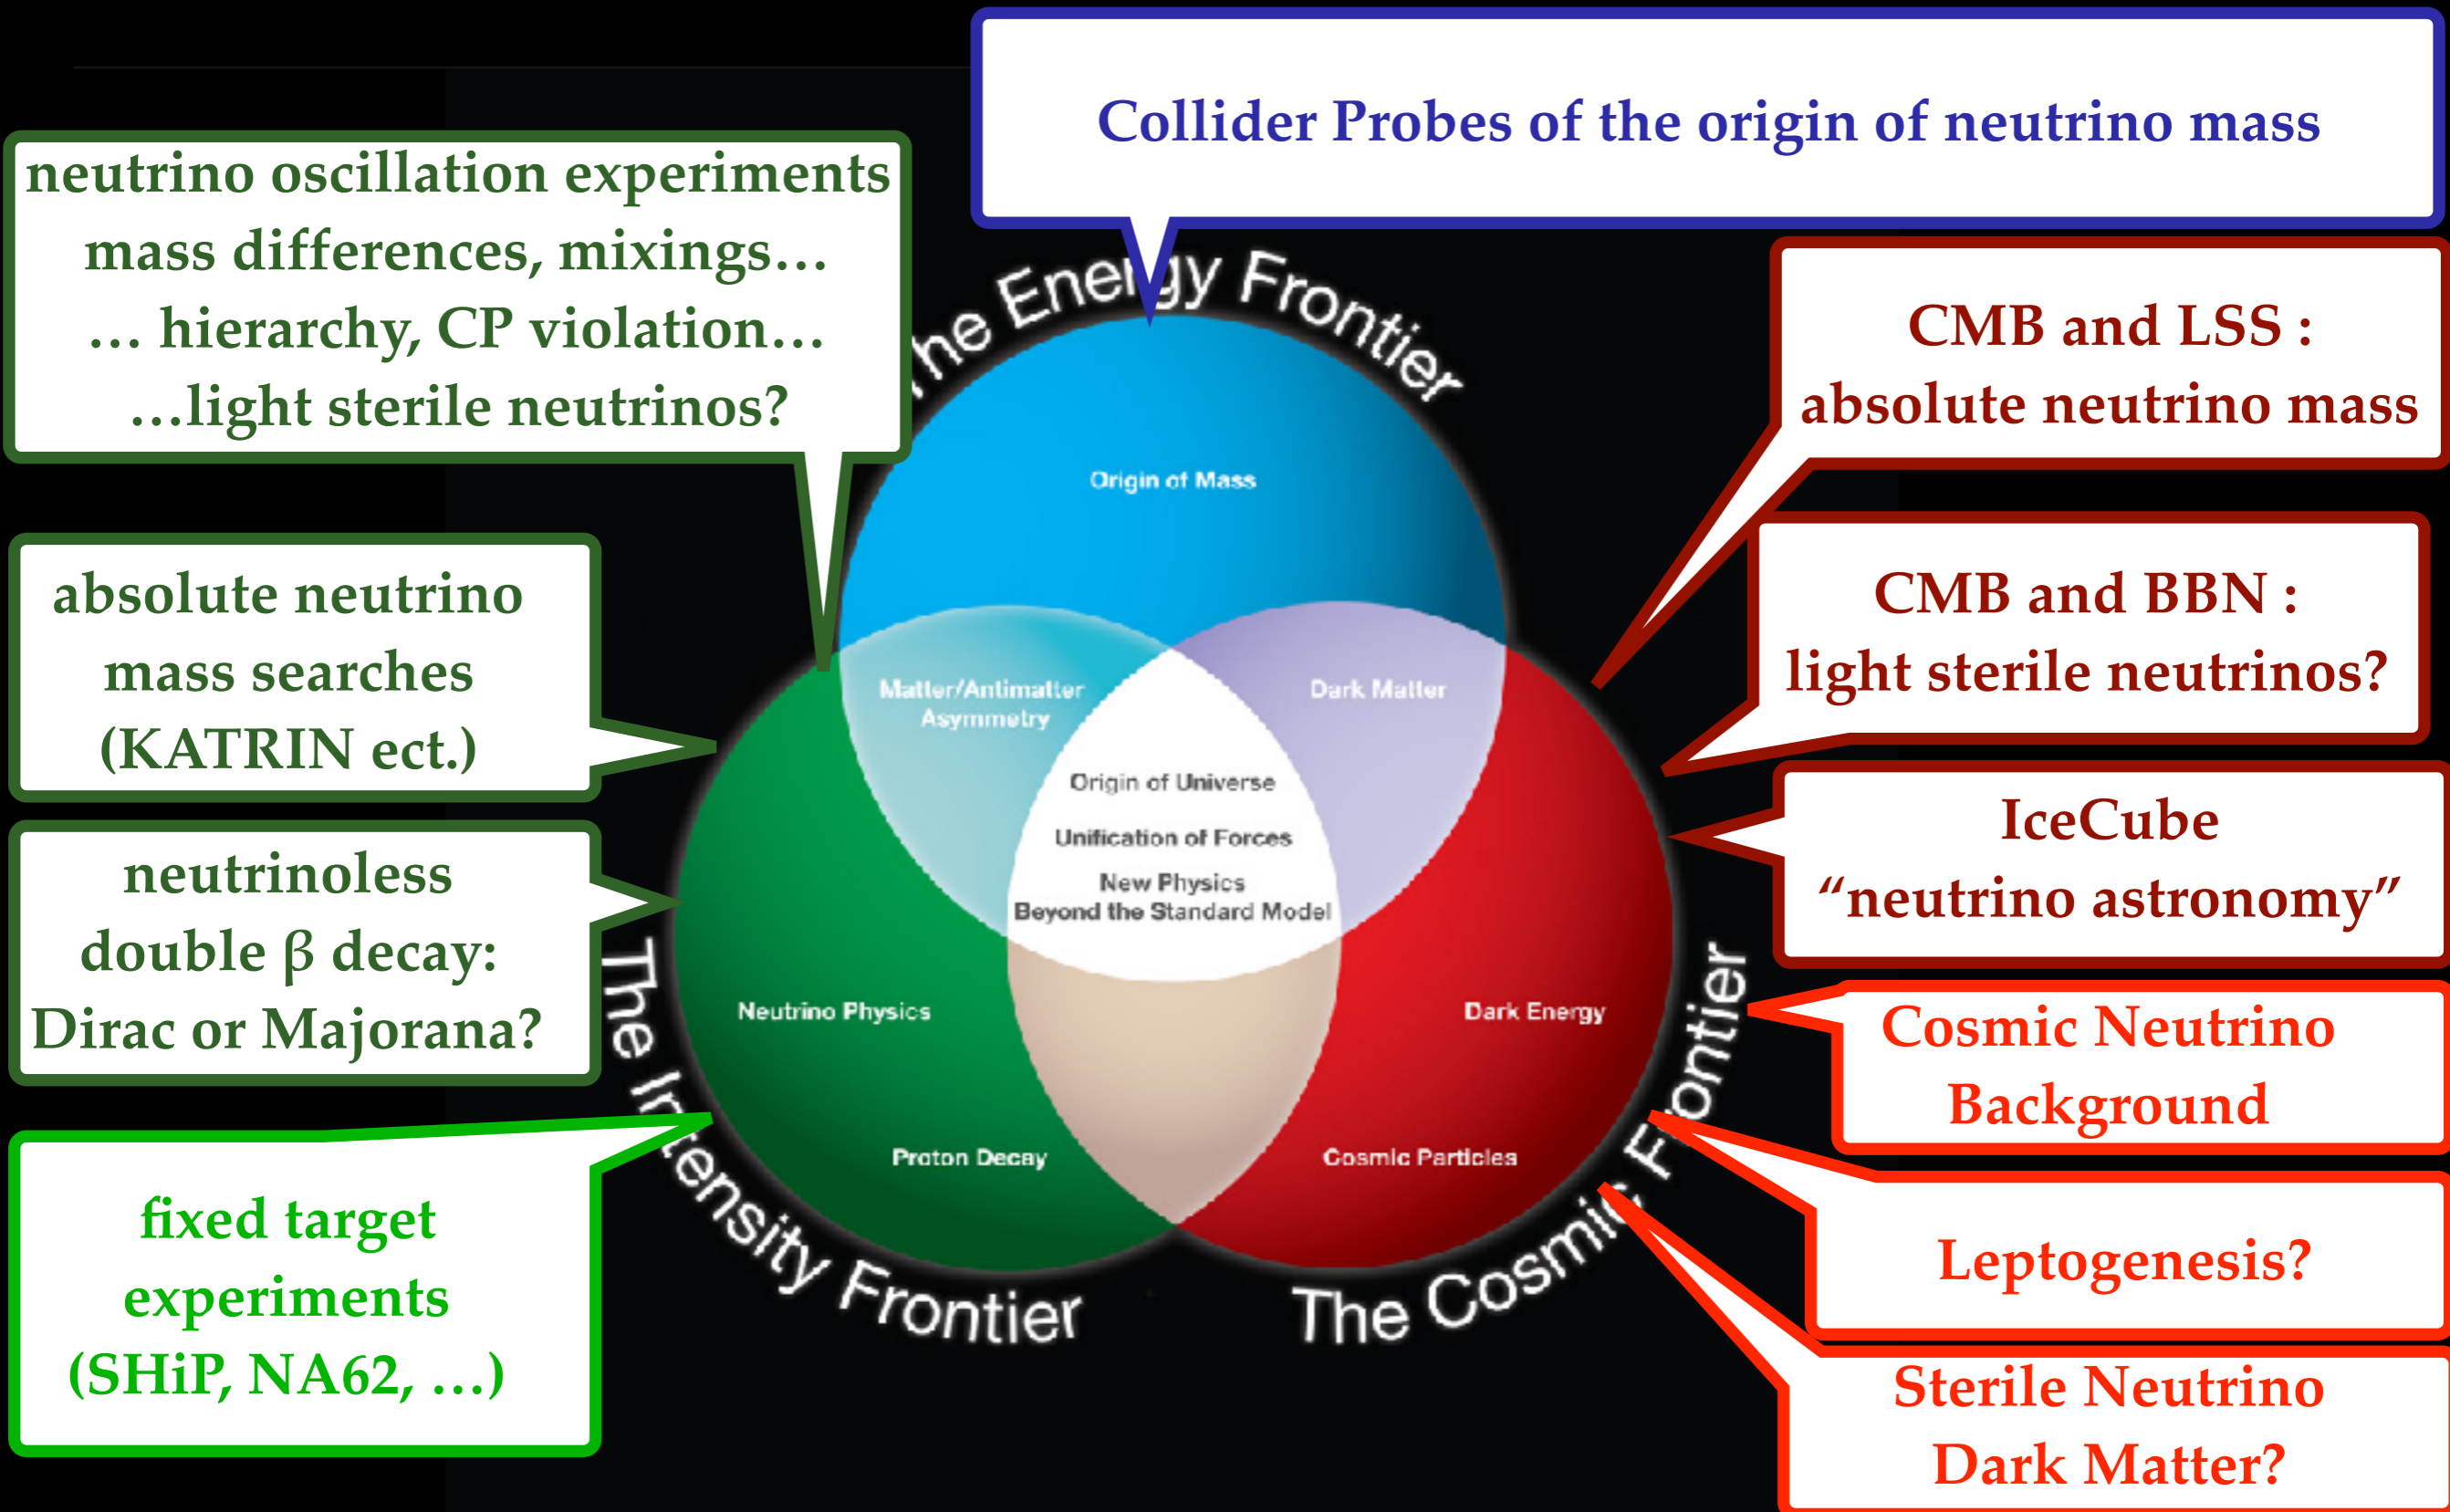 Collider Probes of the origin of neutrino mass
neutrino oscillation experiments
mass differences, mixings…
… hierarchy, CP violation…
…light sterile neutrinos?
absolute neutrino
mass searches
(KATRIN ect.)
neutrinoless
double β decay:
Dirac or Majorana?
fixed target
experiments
(SHiP, NA62, …)
The Energy Frontier
Origin of Mass
Matter/Antimatter
Asymmetry
Dark Matter
Origin of Universe
Unification of Forces
New Physics
Beyond the Standard Model
Neutrino Physics
Proton Decay
Dark Energy
Cosmic Particles
The Intensity Frontier
The Cosmic Frontier
CMB and LSS :
absolute neutrino mass
CMB and BBN :
light sterile neutrinos?
IceCube
“neutrino astronomy”
Cosmic Neutrino
Background
Leptogenesis?
Sterile Neutrino
Dark Matter?